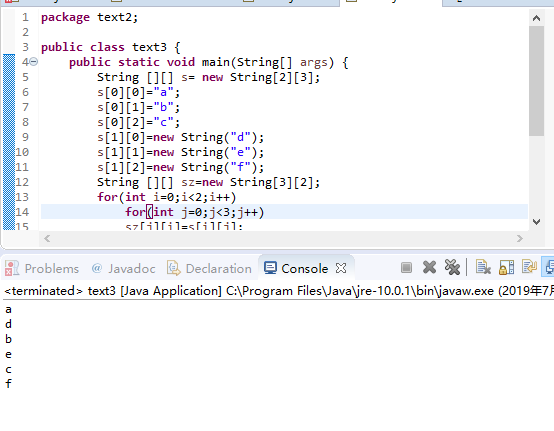 1 package text2;
2
3 public class text3 {
4 public static void main(String[] args) {
5 String [][] s= new String[2][3];
6 s[0][0]="a";
7 s[0][1]="b";
8 s[0][2]="c";
9 s[1][0]=new String("d");
10 s[1][1]=new String("e");
11 s[1][2]=new String("f");
12 String [][] sz=new String[3][2];
13 for(int i=0;i<2;i++)
14 for(int j=0;j<3;j++)
15 sz[j][i]=s[i][j];
Problems @ Javadoc Declaration Console
<terminated> text3 [Java Application] C:\Program Files\Java\jre-10.0.1\bin\javaw.exe (2019年7月
a
d
b
e
c
f